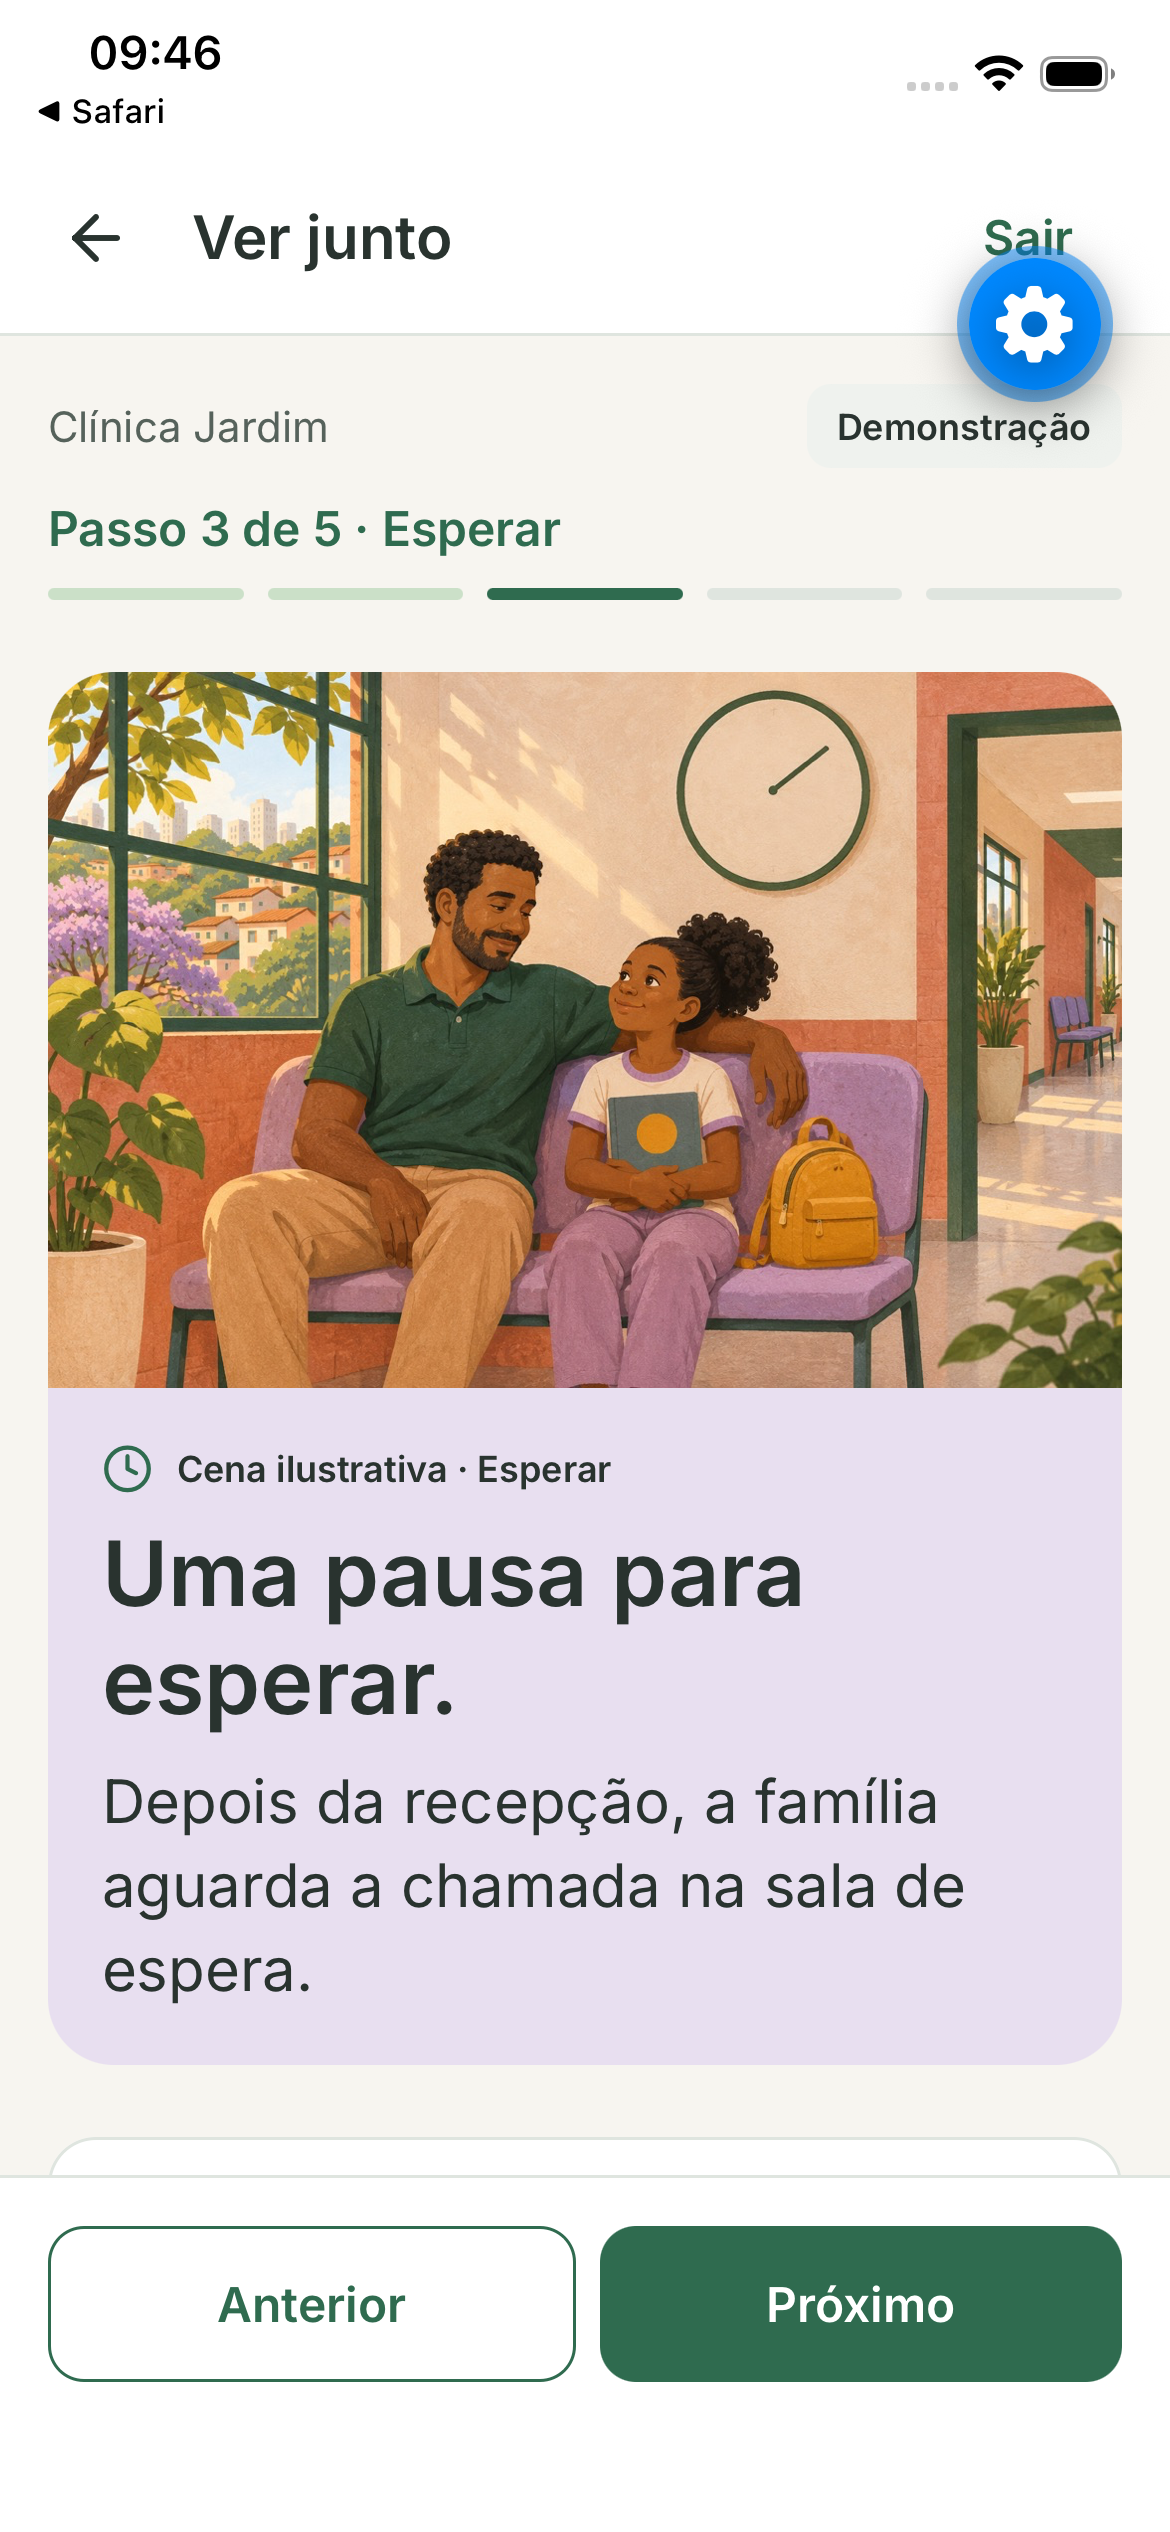 09:46
Safari
Ver junto
Sair
Clínica Jardim
Demonstração
Passo 3 de 5 · Esperar
Cena ilustrativa · Esperar
Uma pausa para
esperar.
Depois da recepção, a família
aguarda a chamada na sala de
espera.
Anterior
Próximo